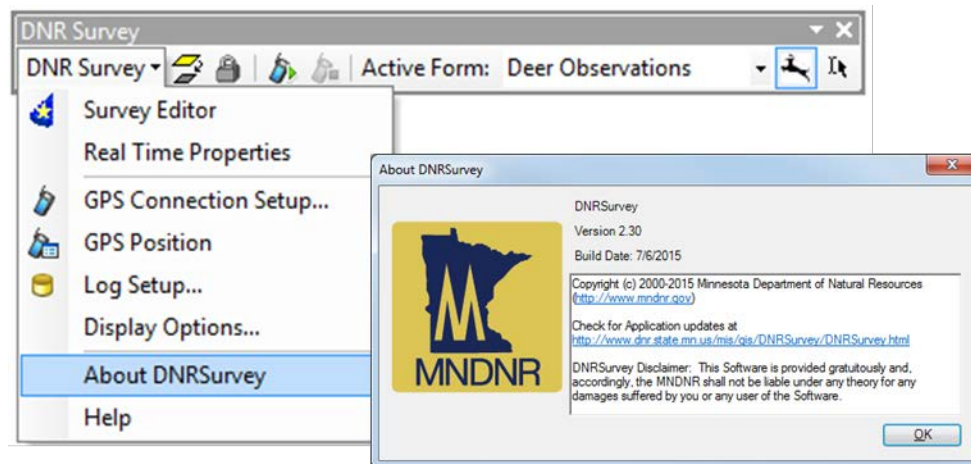 DNR Survey
DNR Survey Active Form: Deer Observations
Survey Editor
Real Time Properties
GPS Connection Setup...
GPS Position
Log Setup...
Display Options...
About DNRSurvey
Help
About DNRSurvey
DNRSurvey
Version 2.30
Build Date: 7/6/2015
MNDNR
Copyright (c) 2000-2015 Minnesota Department of Natural Resources
(http://www.mndnr.gov)
Check for Application updates at
http://www.dnr.state.mn.us/mis/gis/DNRSurvey/DNRSurvey.html
DNRSurvey Disclaimer: This Software is provided gratuitously and,
accordingly, the MNDNR shall not be liable under any theory for any
damages suffered by you or any user of the Software.
OK